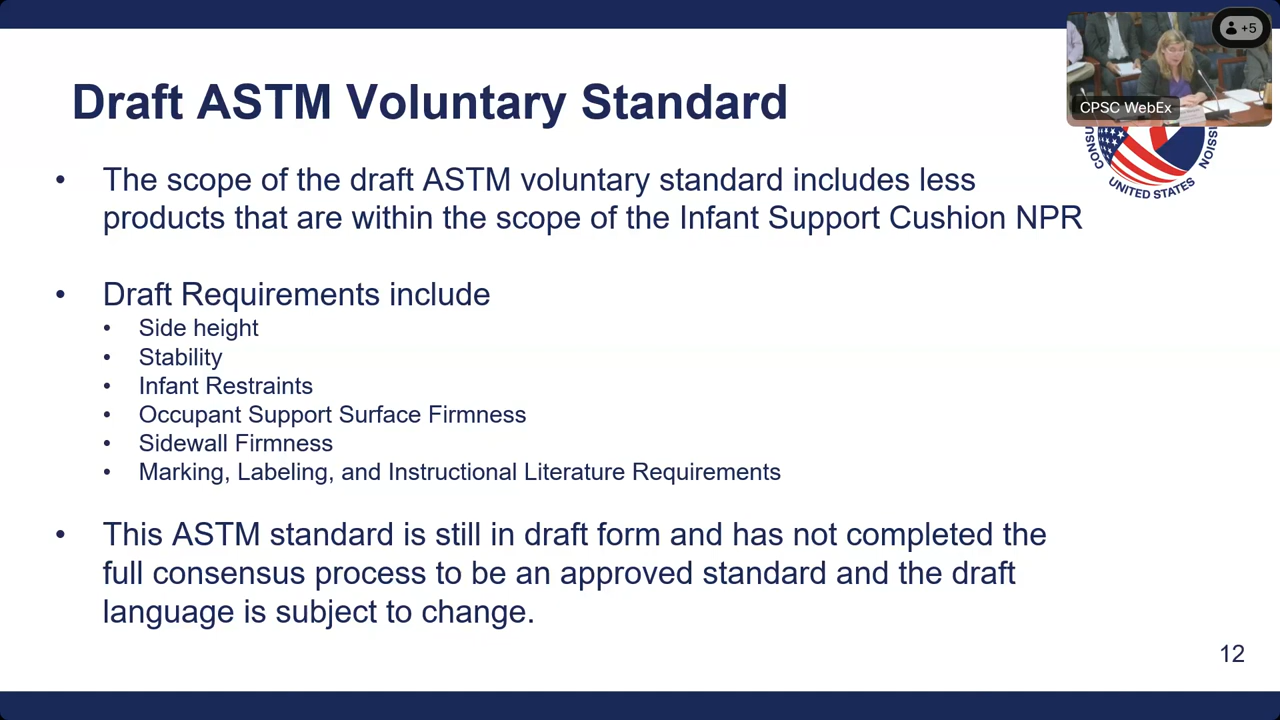 +5
CPSC WebEx
Draft ASTM Voluntary Standard
CONSU
UNITED STATES
MISSION
• The scope of the draft ASTM voluntary standard includes less
products that are within the scope of the Infant Support Cushion NPR
• Draft Requirements include
• Side height
• Stability
• Infant Restraints
• Occupant Support Surface Firmness
• Sidewall Firmness
• Marking, Labeling, and Instructional Literature Requirements
• This ASTM standard is still in draft form and has not completed the
full consensus process to be an approved standard and the draft
language is subject to change.
12